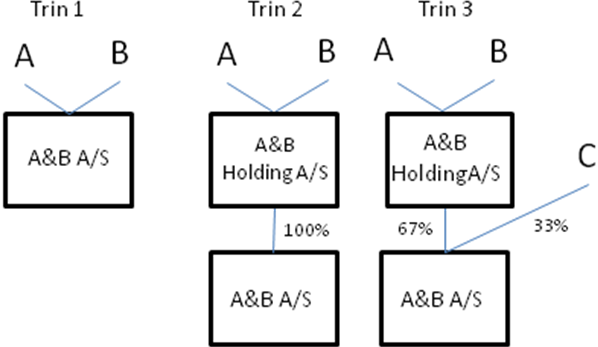 Trin 1
A
B
A&B A/S
Trin 2
A
B
A&B
Holding A/S
100%
A&B A/S
Trin 3
A
B
A&B
HoldingA/S
C
67%
33%
A&B A/S